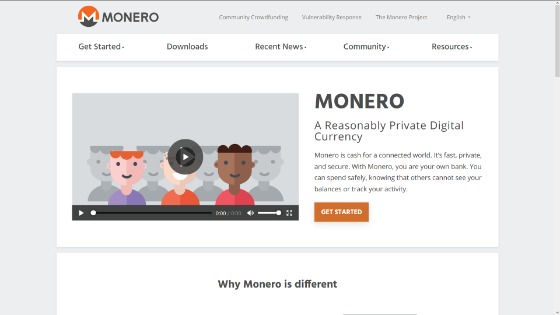 MONERO
Community Crowdfunding Vulnerability Response The Monero Project English
Get Started Downloads Recent News Community Resources
MONERO
A Reasonably Private Digital
Currency
Monero is cash for a connected world. It's fast, private,
and secure. With Monero, you are your own bank. You
can spend safely, knowing that others cannot see your
balances or track your activity.
GET STARTED
0:00 / 0:00
Why Monero is different